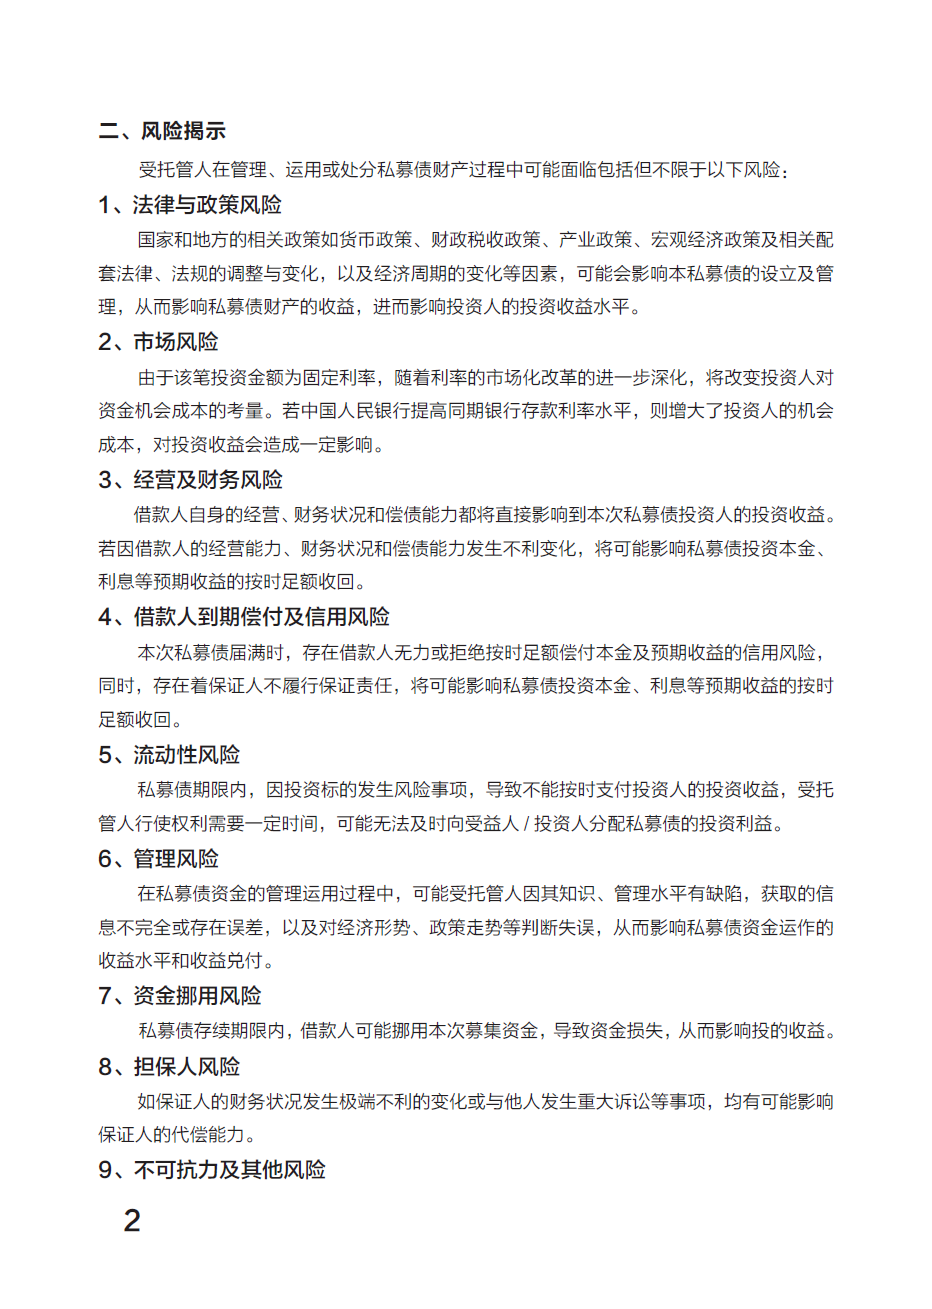 二、风险揭示
受托管人在管理、运用或处分私募债财产过程中可能面临包括但不限于以下风险：
1、法律与政策风险
国家和地方的相关政策如货币政策、财政税收政策、产业政策、宏观经济政策及相关配
套法律、法规的调整与变化，以及经济周期的变化等因素，可能会影响本私募债的设立及管
理，从而影响私募债财产的收益，进而影响投资人的投资收益水平。
2、市场风险
由于该笔投资金额为固定利率，随着利率的市场化改革的进一步深化，将改变投资人对
资金机会成本的考量。若中国人民银行提高同期银行存款利率水平，则增大了投资人的机会
成本，对投资收益会造成一定影响。
3、经营及财务风险
借款人自身的经营、财务状况和偿债能力都将直接影响到本次私募债投资人的投资收益。
若因借款人的经营能力、财务状况和偿债能力发生不利变化，将可能影响私募债投资本金、
利息等预期收益的按时足额收回。
4、借款人到期偿付及信用风险
本次私募债届满时，存在借款人无力或拒绝按时足额偿付本金及预期收益的信用风险，
同时，存在着保证人不履行保证责任，将可能影响私募债投资本金、利息等预期收益的按时
足额收回。
5、流动性风险
私募债期限内，因投资标的发生风险事项，导致不能按时支付投资人的投资收益，受托
管人行使权利需要一定时间，可能无法及时向受益人 / 投资人分配私募债的投资利益。
6、管理风险
在私募债资金的管理运用过程中，可能受托管人因其知识、管理水平有缺陷，获取的信
息不完全或存在误差，以及对经济形势、政策走势等判断失误，从而影响私募债资金运作的
收益水平和收益兑付。
7、资金挪用风险
私募债存续期限内，借款人可能挪用本次募集资金，导致资金损失，从而影响投的收益。
8、担保人风险
如保证人的财务状况发生极端不利的变化或与他人发生重大诉讼等事项，均有可能影响
保证人的代偿能力。
9、不可抗力及其他风险
2